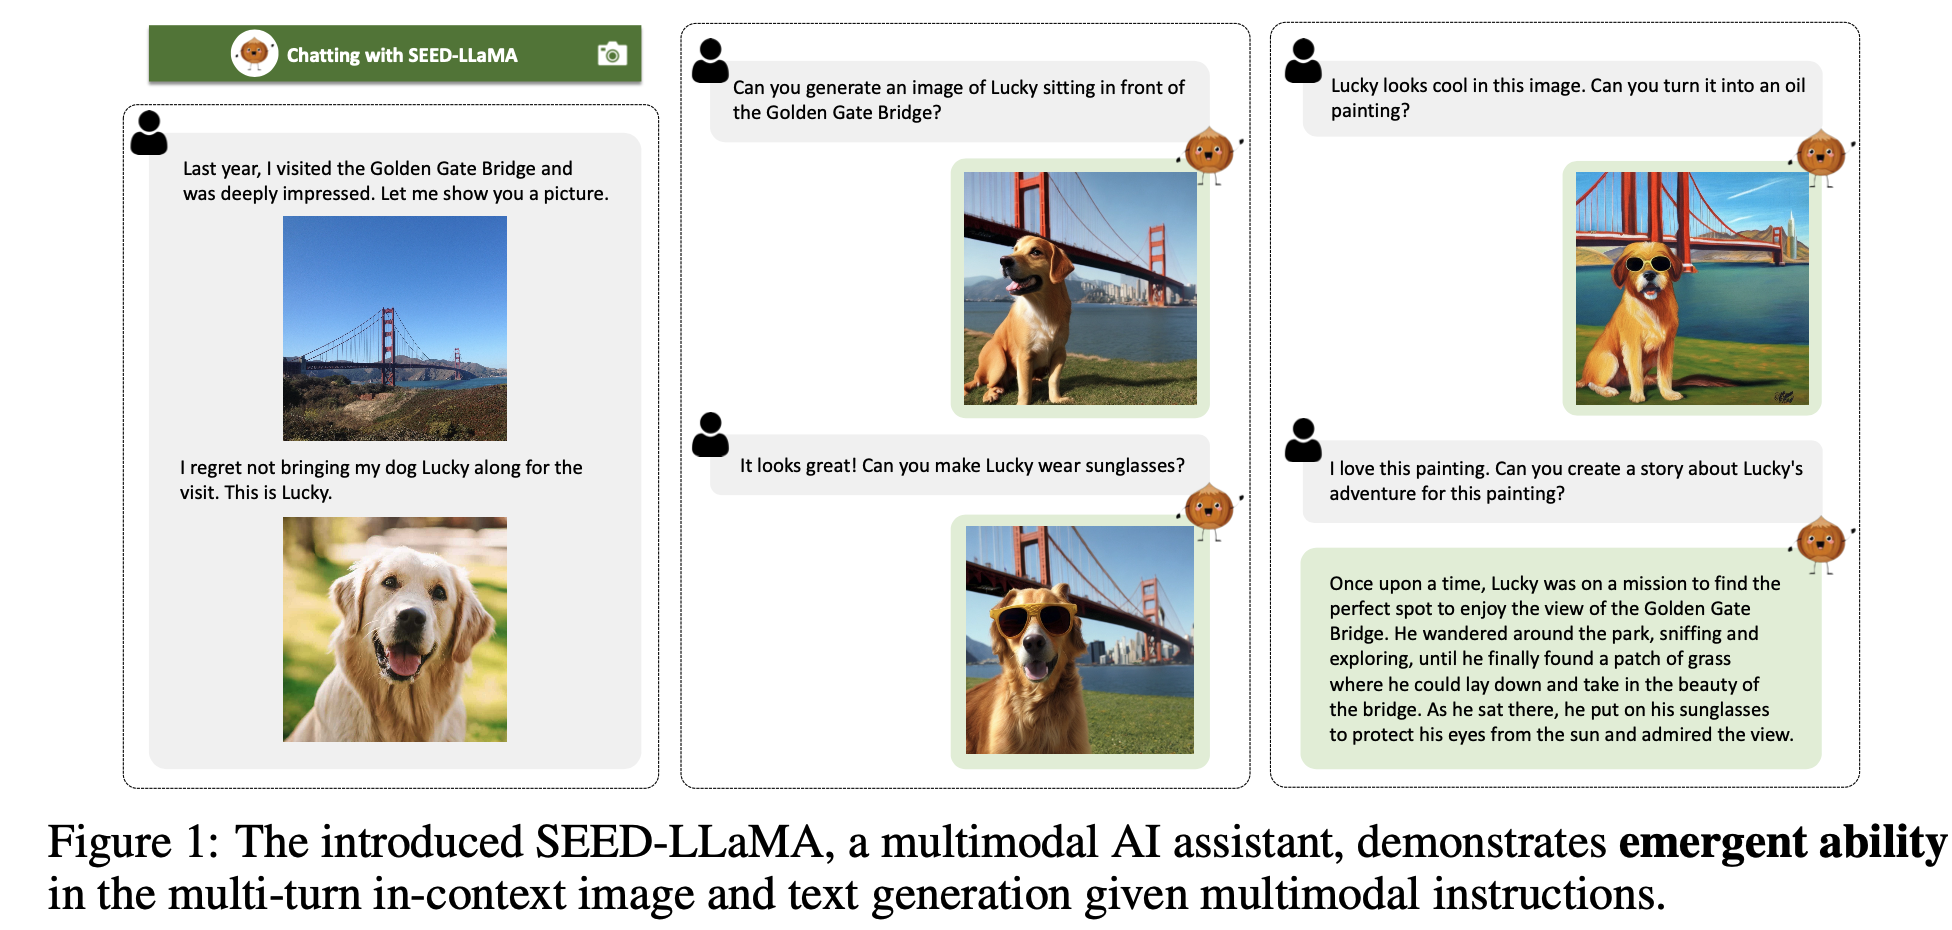 Chatting with SEED-LLaMA
Last year, I visited the Golden Gate Bridge and
was deeply impressed. Let me show you a picture.
I regret not bringing my dog Lucky along for the
visit. This is Lucky.
Can you generate an image of Lucky sitting in front of
the Golden Gate Bridge?
It looks great! Can you make Lucky wear sunglasses?
Lucky looks cool in this image. Can you turn it into an oil
painting?
I love this painting. Can you create a story about Lucky's
adventure for this painting?
Once upon a time, Lucky was on a mission to find the
perfect spot to enjoy the view of the Golden Gate
Bridge. He wandered around the park, sniffing and
exploring, until he finally found a patch of grass
where he could lay down and take in the beauty of
the bridge. As he sat there, he put on his sunglasses
to protect his eyes from the sun and admired the view.
Figure 1: The introduced SEED-LLaMA, a multimodal AI assistant, demonstrates emergent ability
in the multi-turn in-context image and text generation given multimodal instructions.